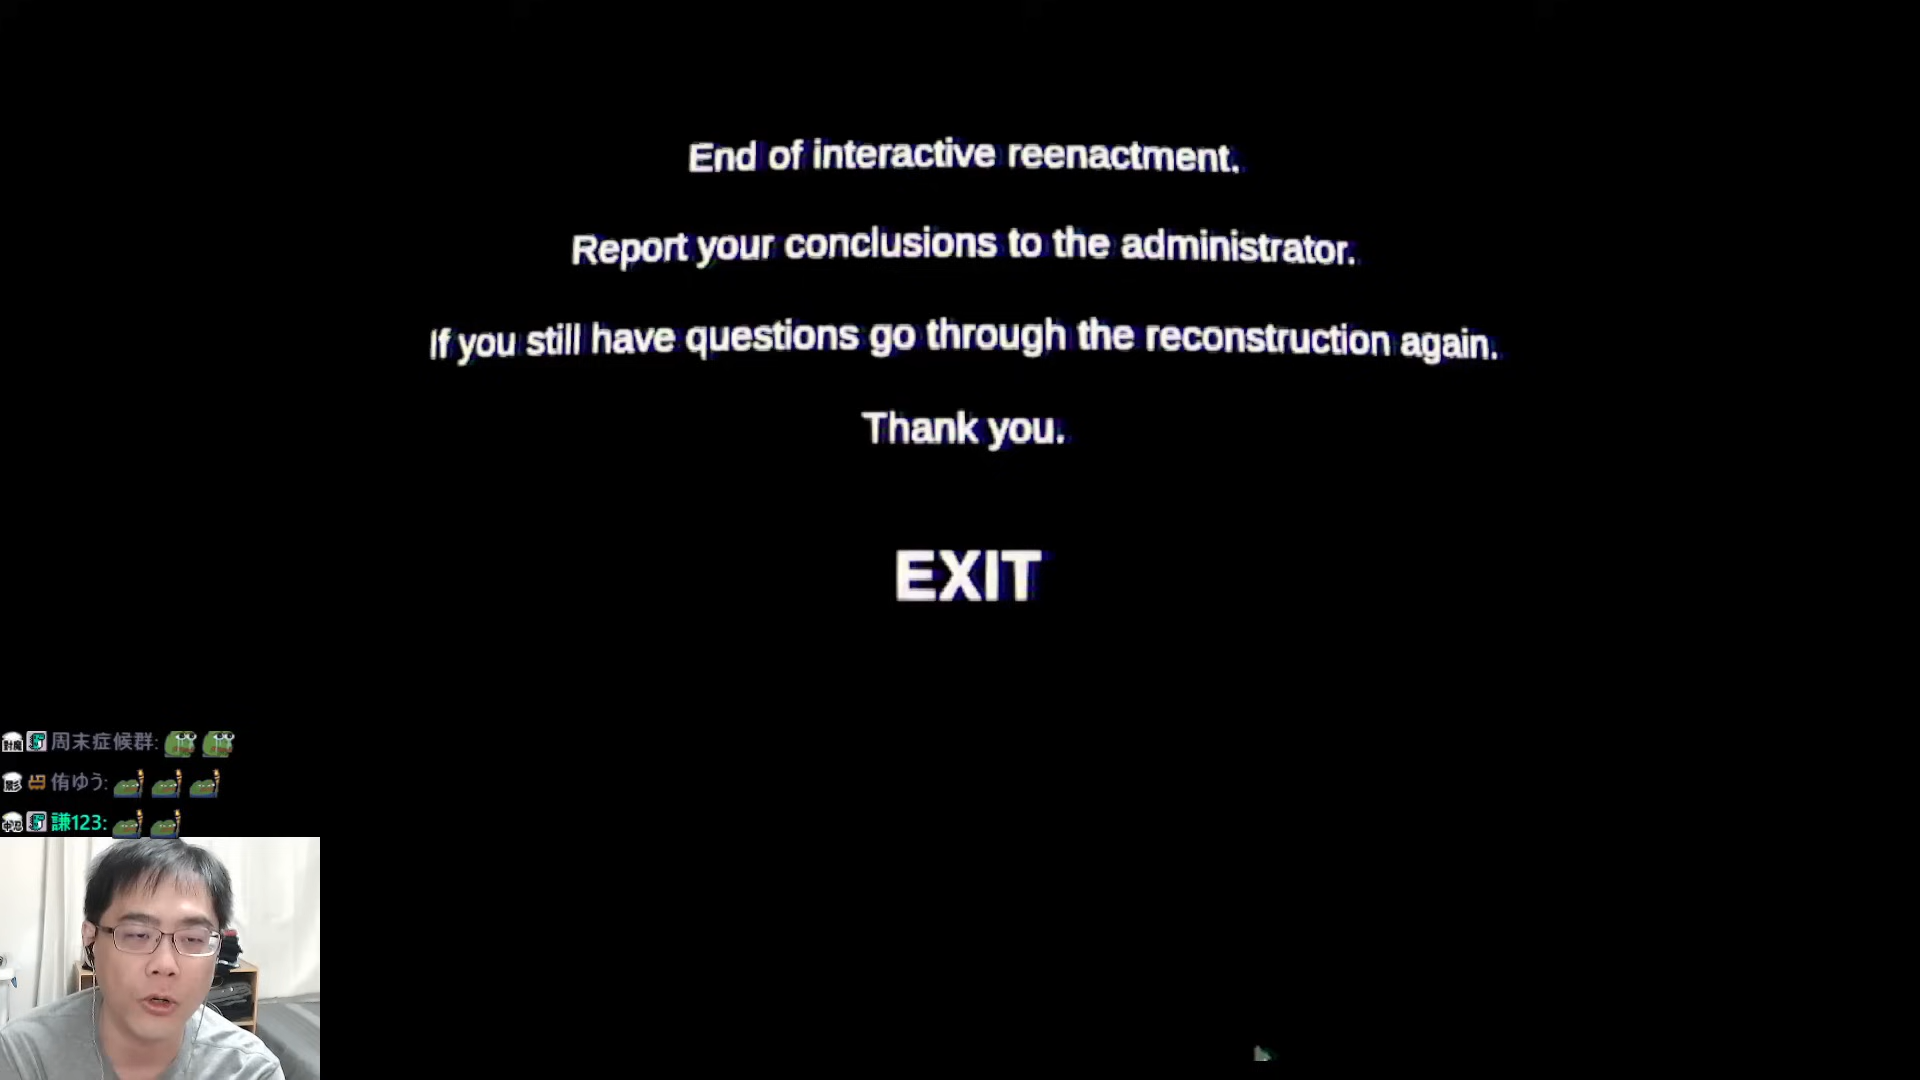 End of interactive reenactment.
Report your conclusions to the administrator.
If you still have questions go through the reconstruction again.
Thank you.
EXIT
周末症候群:
侑ゆう:
謙123: